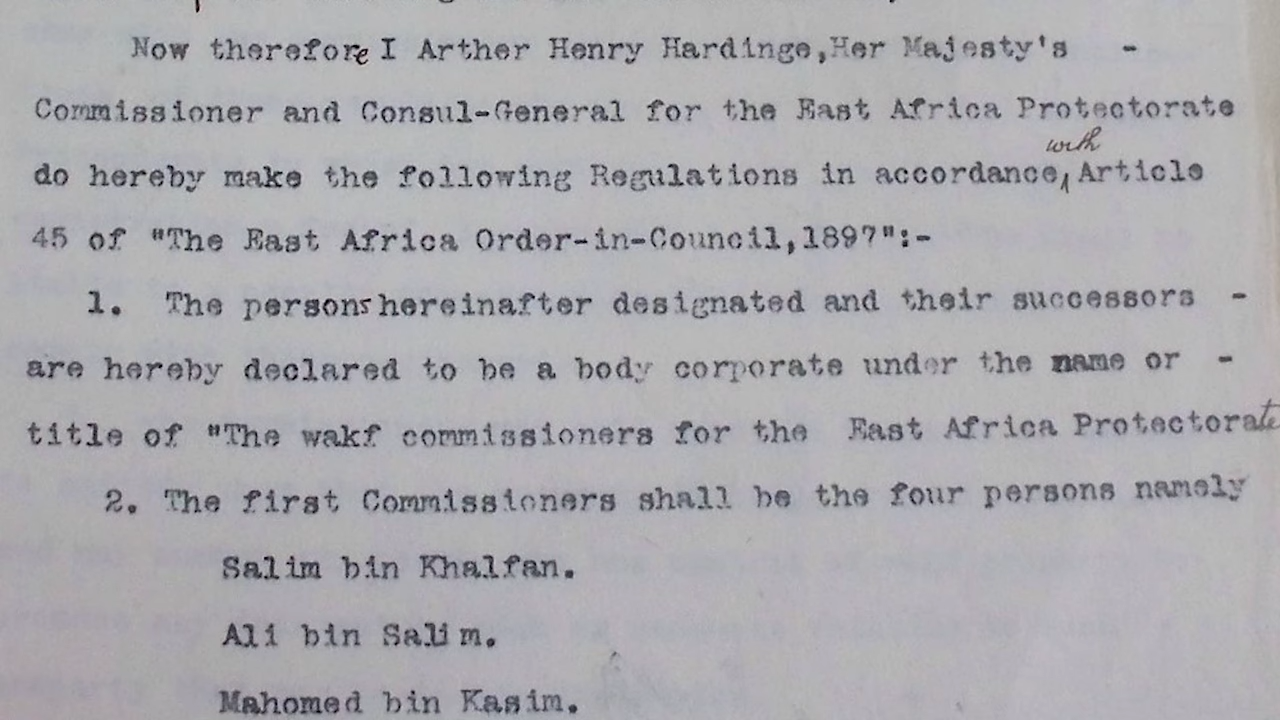 Now therefore I Arther Henry Hardinge,Her Majesty's -
Commissioner and Consul-General for the East Africa Protectorate
do hereby make the following Regulations in accordance with Article
45 of "The East Africa Order-in-Council,1897":-
1. The persons hereinafter designated and their successors -
are hereby declared to be a body corporate under the name or -
title of "The wakf commissioners for the East Africa Protectorate
2. The first Commissioners shall be the four persons namely
Salim bin Khalfan.
Ali bin Salim.
Mahomed bin Kasim.